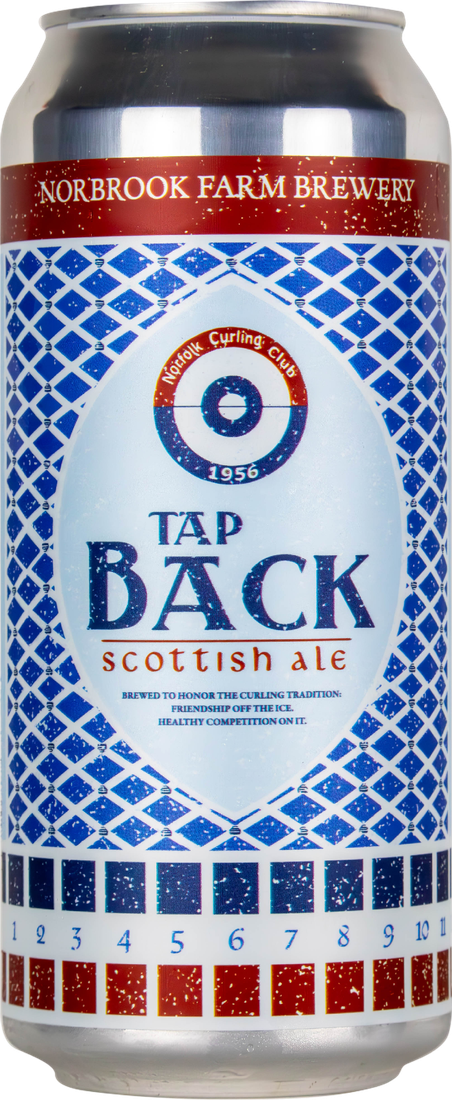 NORBROOK FARM BREWERY
Norfolk Curling Club
1956
TAP
BACK
scottish ale
BREWED TO HONOR THE CURLING TRADITION:
FRIENDSHIP OFF THE ICE.
HEALTHY COMPETITION ON IT.
1 2 3 4 5 6 7 8 9 10 11